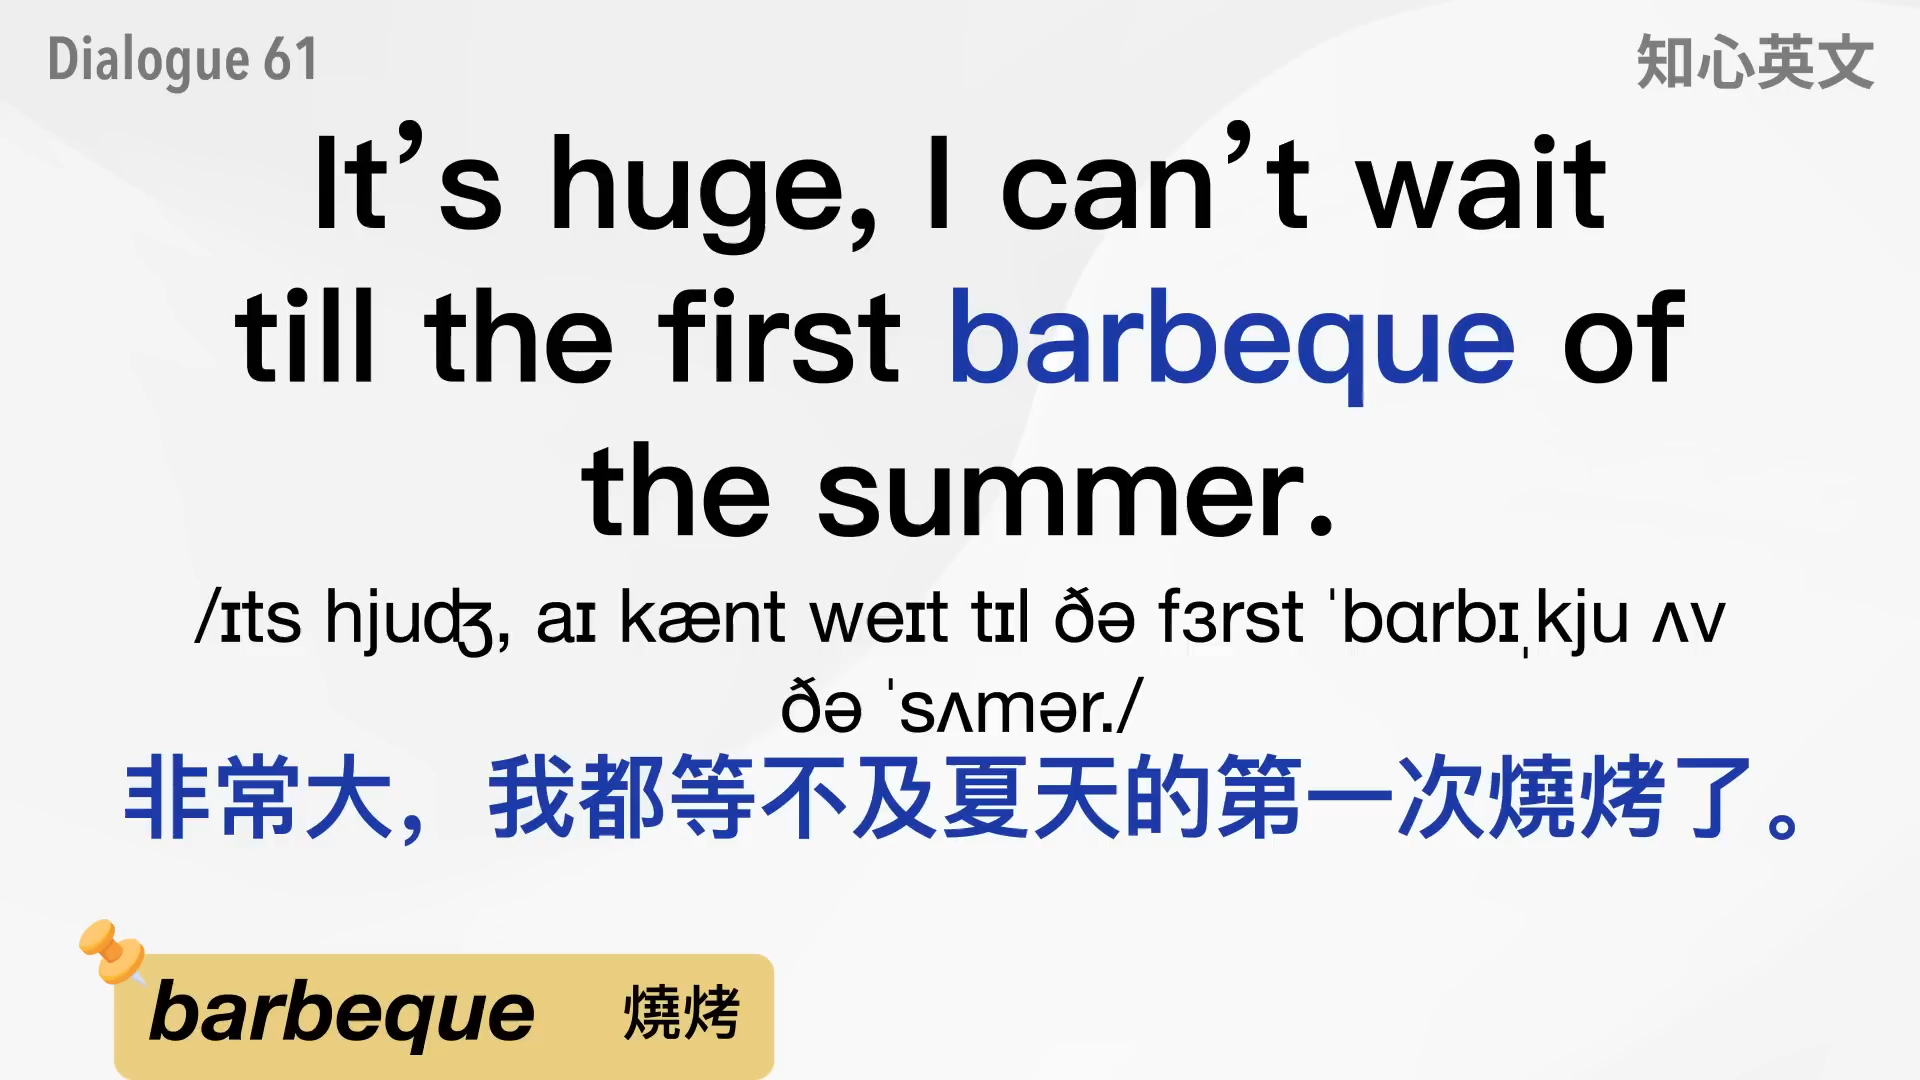 Dialogue 61
知心英文
It’s huge, I can’t wait
till the first barbeque of
the summer.
/ɪts hjuʤ, aɪ kænt weɪt tɪl ðə fɜrst ˈbɑrbɪˌkju ʌv
ðə ˈsʌmər./
非常大，我都等不及夏天的第一次燒烤了。
barbeque 燒烤